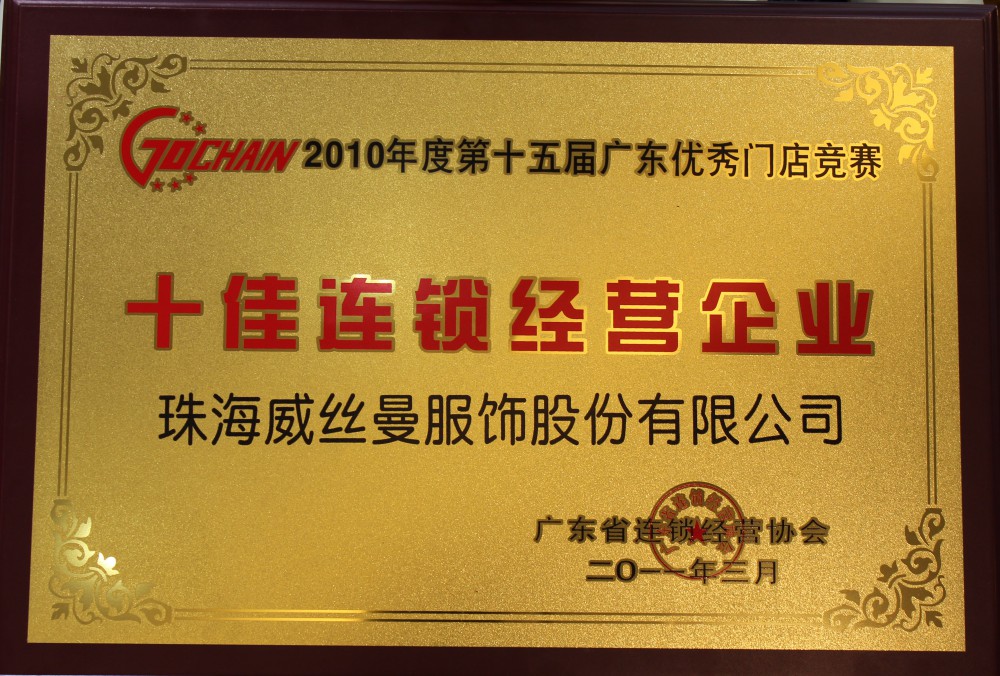 GOCHAIN 2010年度第十五届广东优秀门店竞赛
十佳连锁经营企业
珠海威丝曼服饰股份有限公司
广东省连锁经营协会
二〇一一年三月